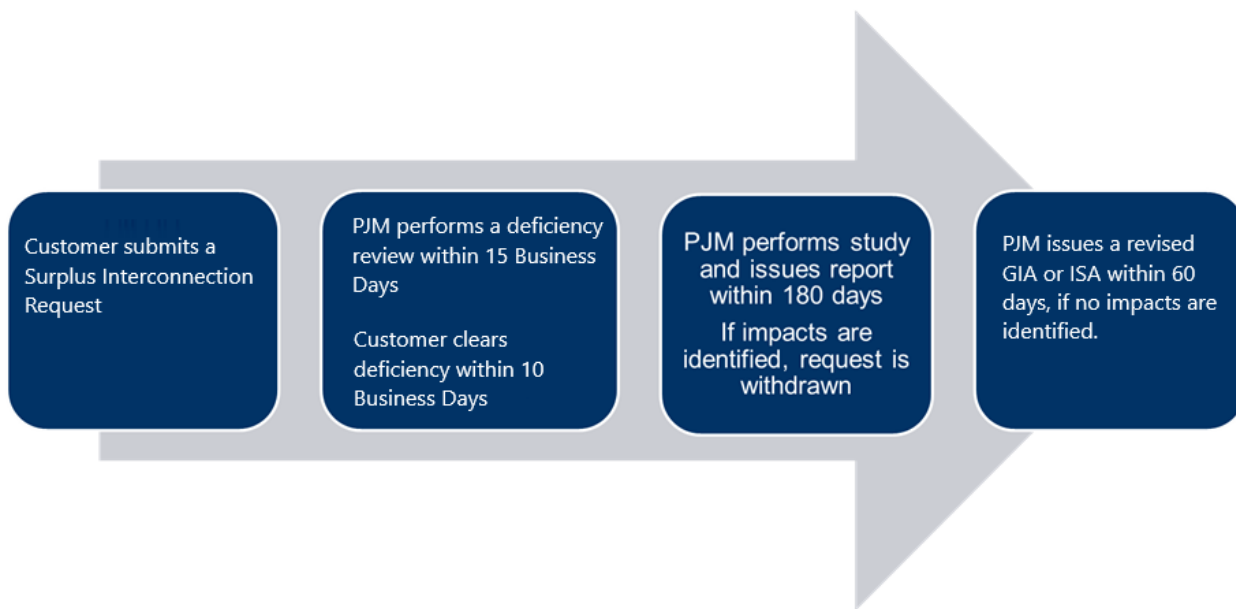 Customer submits a
Surplus Interconnection
Request
PJM performs a deficiency
review within 15 Business
Days
Customer clears
deficiency within 10
Business Days
PJM performs study
and issues report
within 180 days
If impacts are
identified, request is
withdrawn
PJM issues a revised
GIA or ISA within 60
days, if no impacts are
identified.